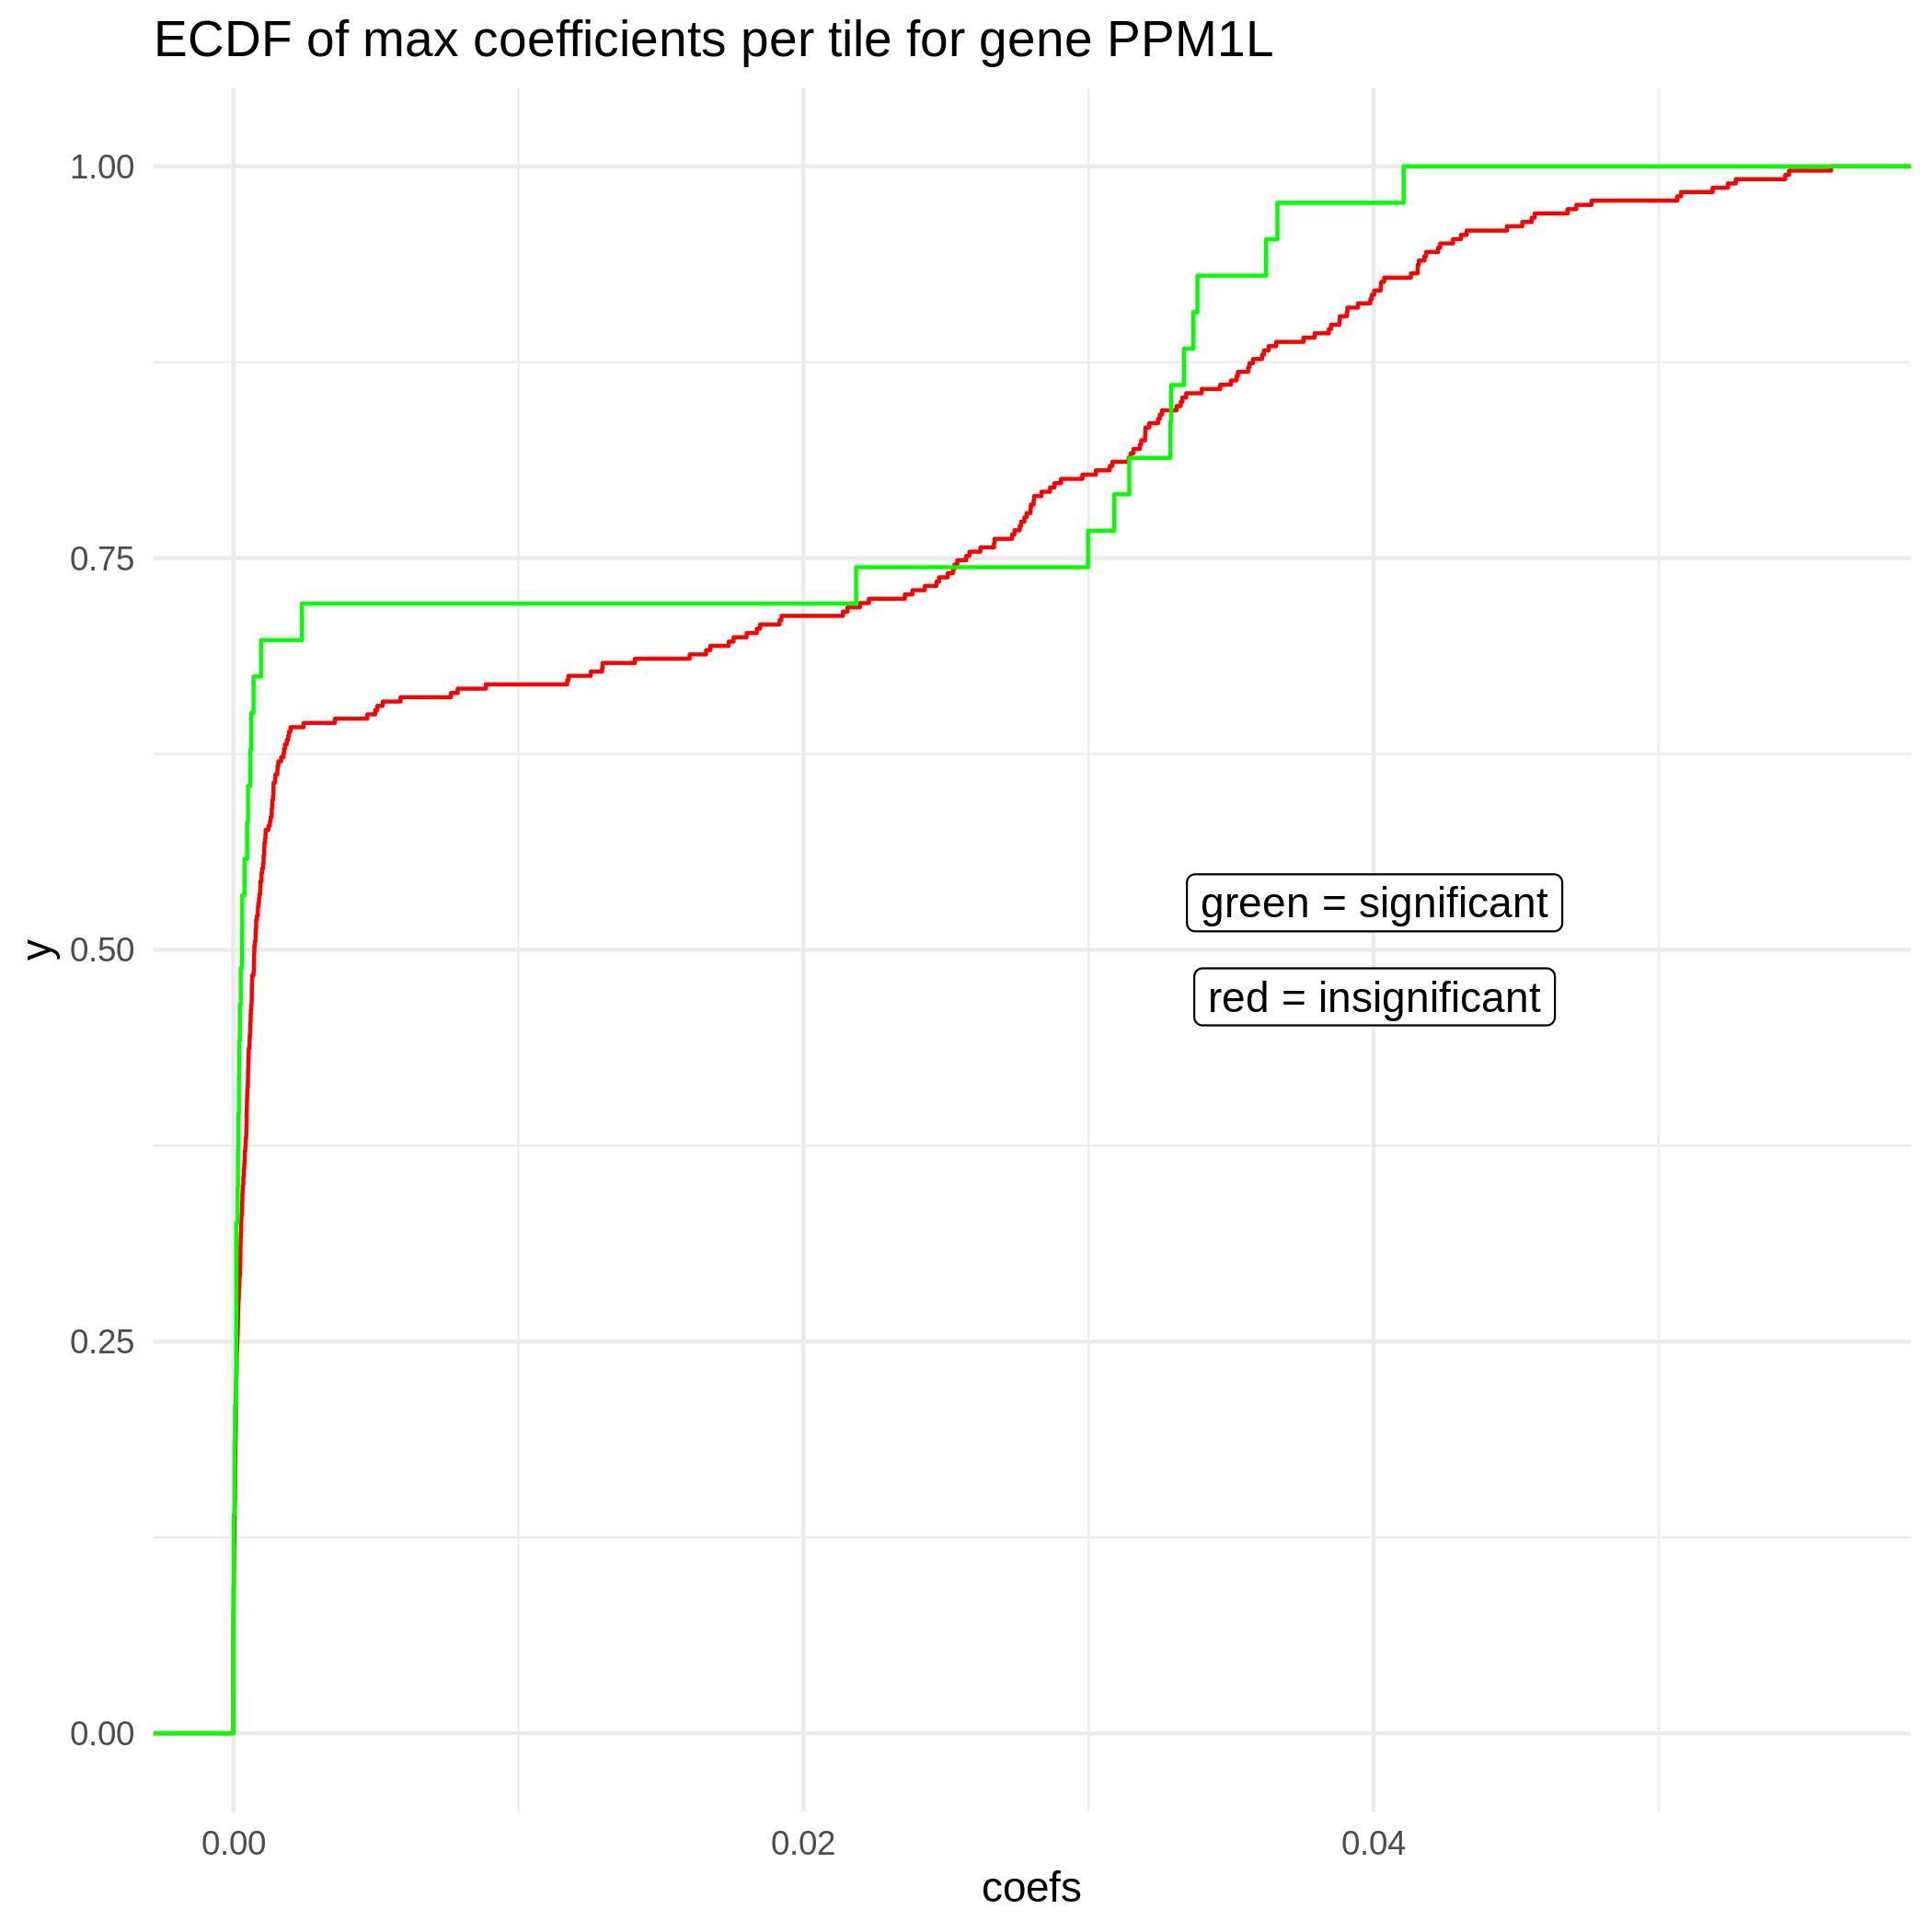 ECDF of max coefficients per tile for gene PPM1L
1.00
0.75
0.50
0.25
0.00
y
green = significant
red = insignificant
0.00 0.02 0.04
coefs